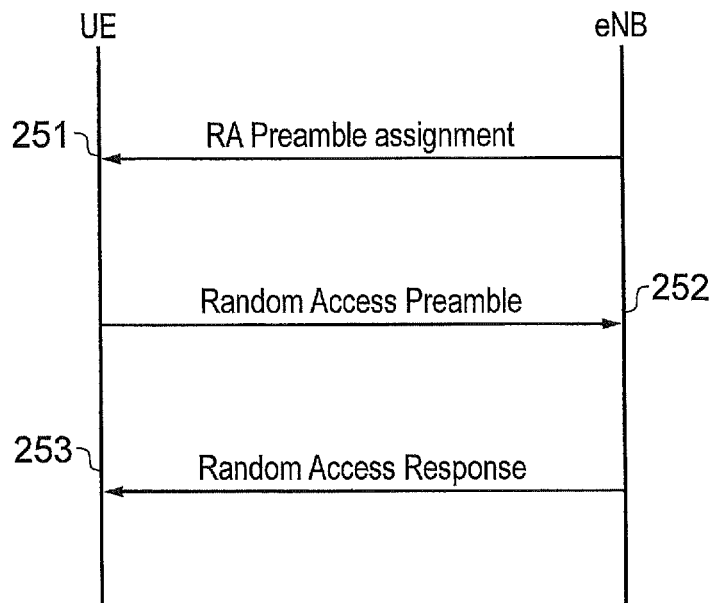 UE
eNB
251
RA Preamble assignment
Random Access Preamble
252
253
Random Access Response